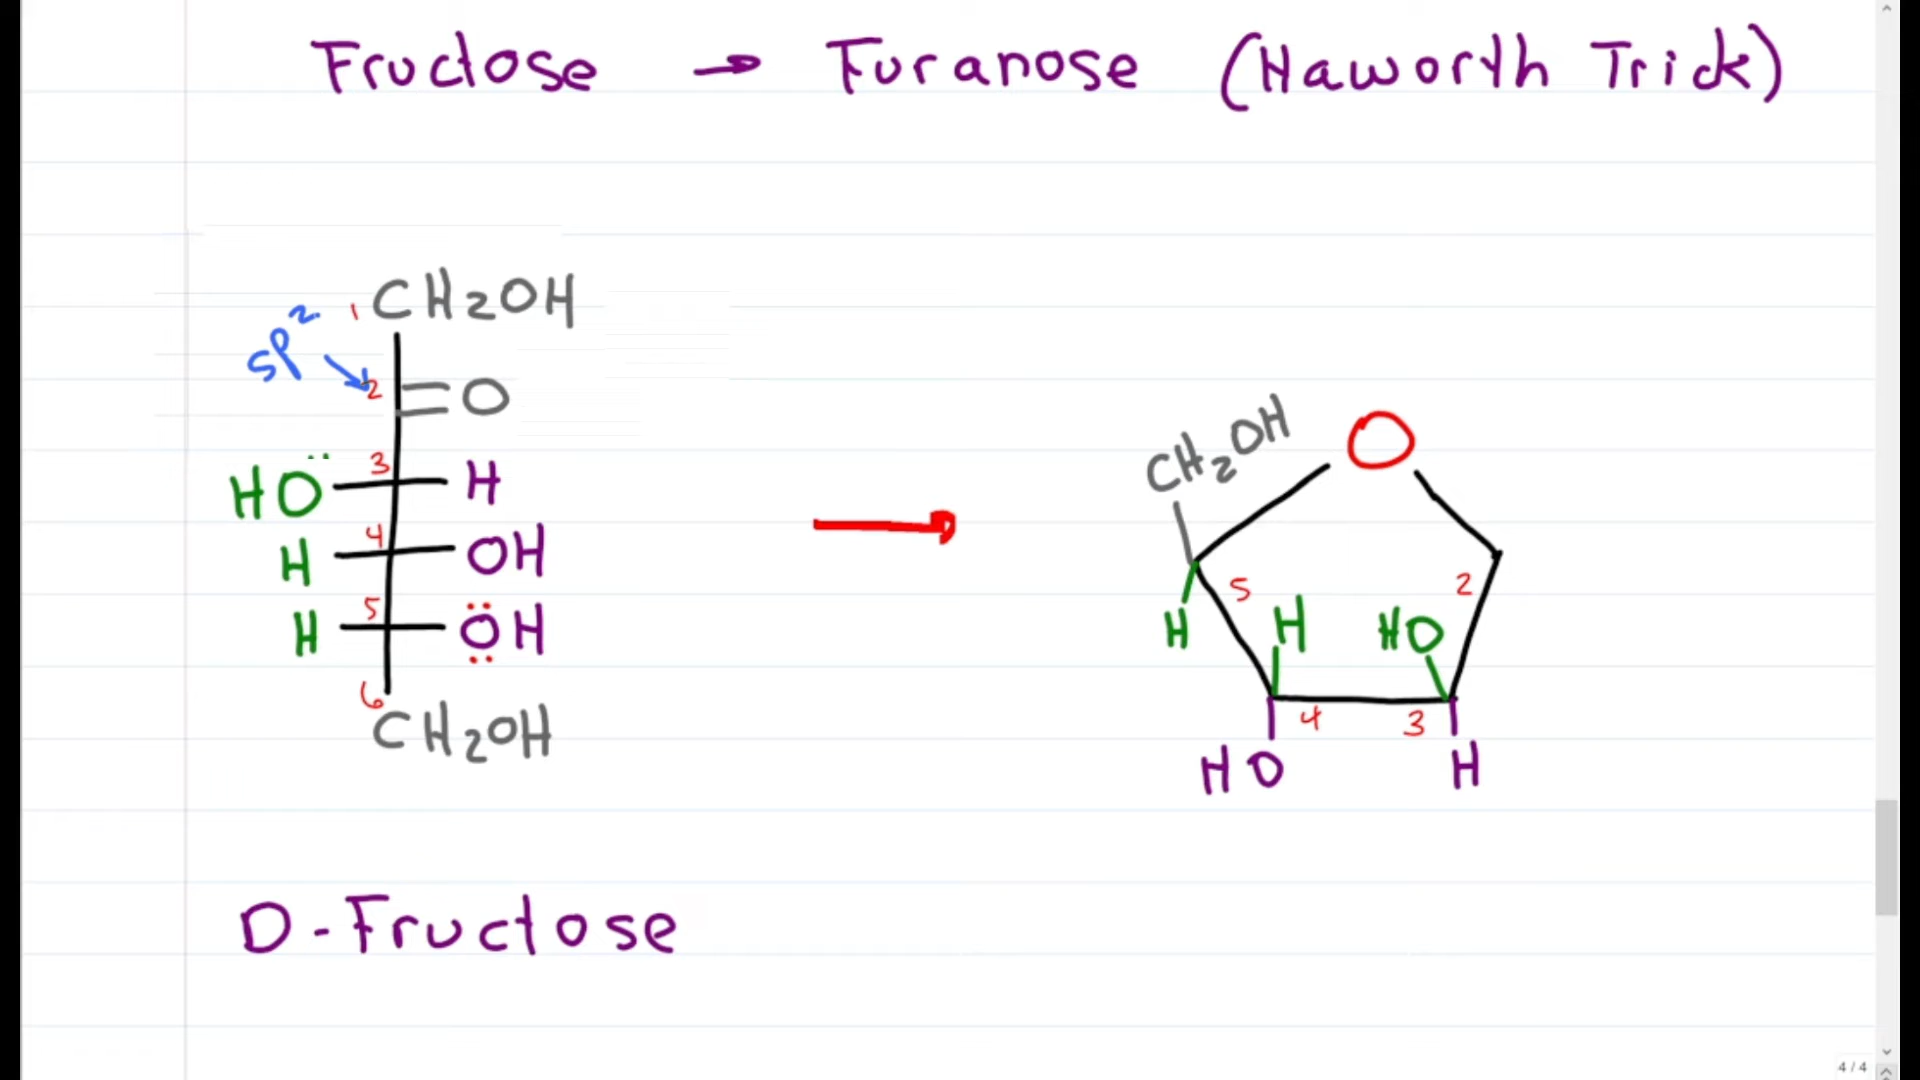 Fructose → Furanose (Haworth Trick)
sp²
1 CH₂OH
2 =O
3 HO H
4 H OH
5 H OH
6 CH₂OH
CH₂OH O
5 2
H H HO
4 3
HO H
D-Fructose
4 / 4